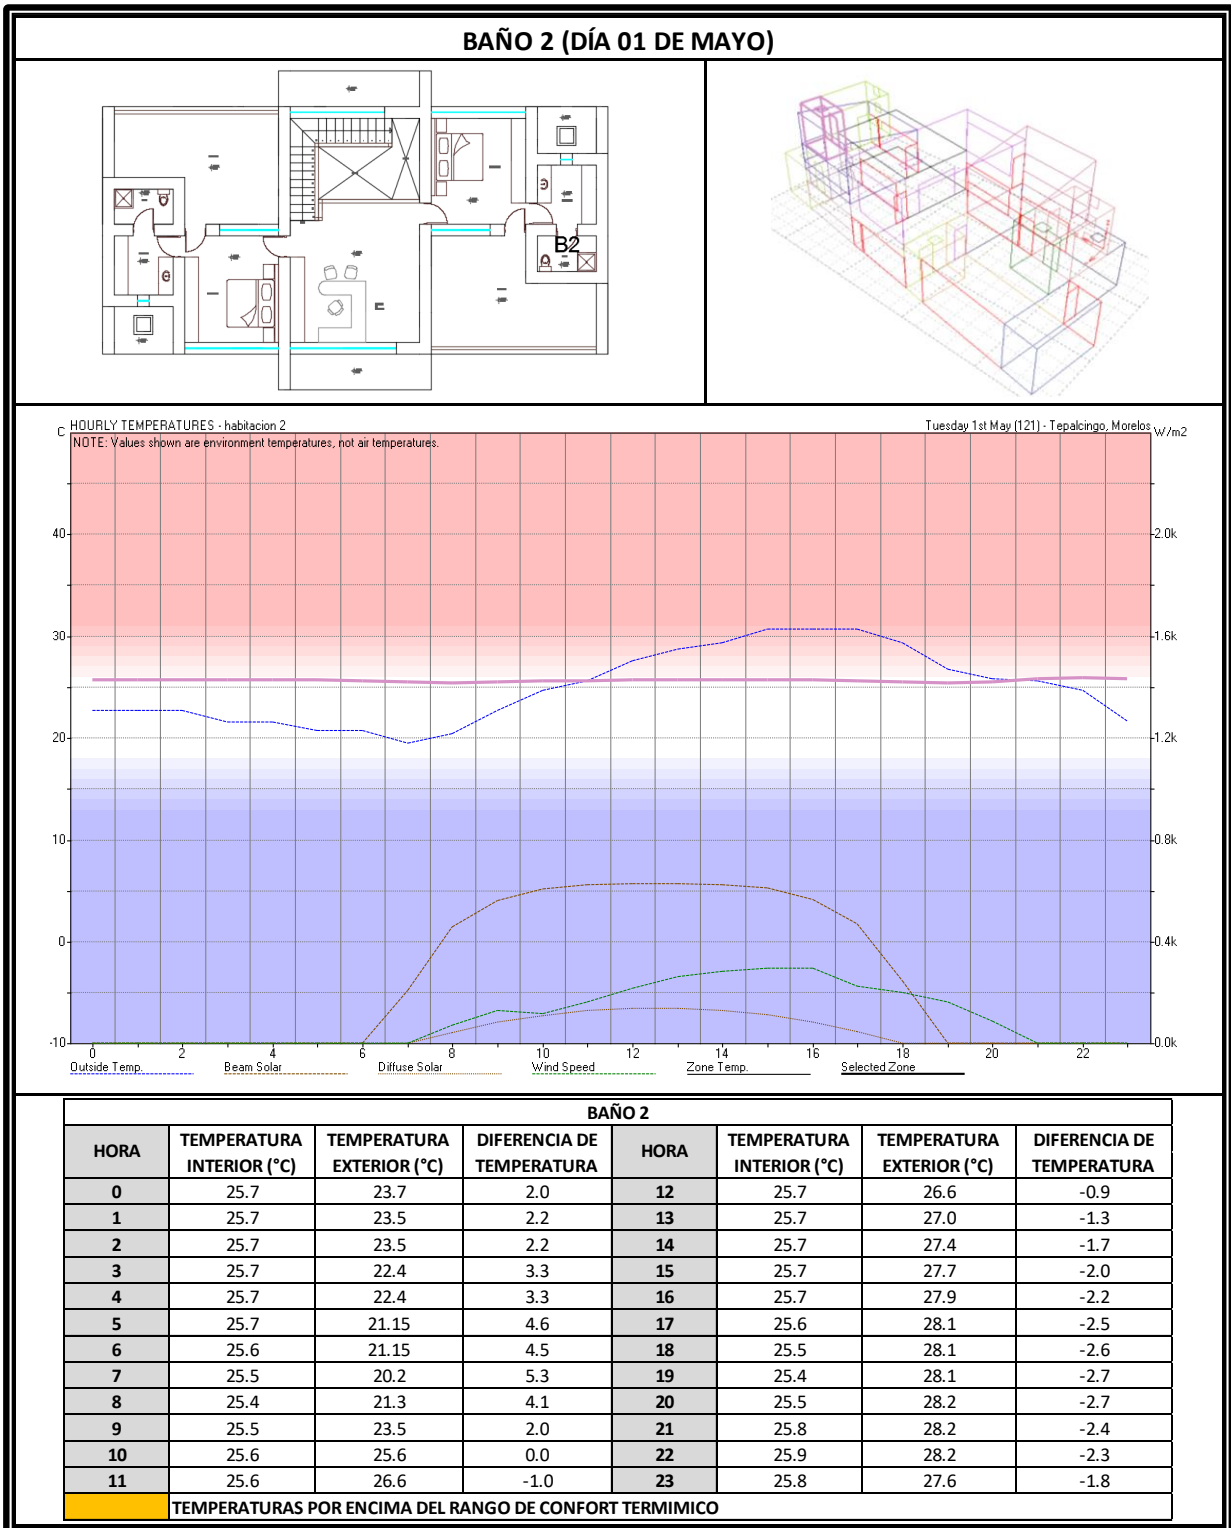 BAÑO 2 (DÍA 01 DE MAYO)
B2
HOURLY TEMPERATURES - habitacion 2 Tuesday 1st May (121) - Tepalcingo, Morelos
C W/m2
NOTE: Values shown are environment temperatures, not air temperatures.
40 2.0k
30 1.6k
20 1.2k
10 0.8k
0 0.4k
-10 0.0k
0 2 4 6 8 10 12 14 16 18 20 22
Outside Temp. Beam Solar Diffuse Solar Wind Speed Zone Temp. Selected Zone
BAÑO 2
HORA TEMPERATURA INTERIOR (°C) TEMPERATURA EXTERIOR (°C) DIFERENCIA DE TEMPERATURA HORA TEMPERATURA INTERIOR (°C) TEMPERATURA EXTERIOR (°C) DIFERENCIA DE TEMPERATURA
0 25.7 23.7 2.0 12 25.7 26.6 -0.9
1 25.7 23.5 2.2 13 25.7 27.0 -1.3
2 25.7 23.5 2.2 14 25.7 27.4 -1.7
3 25.7 22.4 3.3 15 25.7 27.7 -2.0
4 25.7 22.4 3.3 16 25.7 27.9 -2.2
5 25.7 21.15 4.6 17 25.6 28.1 -2.5
6 25.6 21.15 4.5 18 25.5 28.1 -2.6
7 25.5 20.2 5.3 19 25.4 28.1 -2.7
8 25.4 21.3 4.1 20 25.5 28.2 -2.7
9 25.5 23.5 2.0 21 25.8 28.2 -2.4
10 25.6 25.6 0.0 22 25.9 28.2 -2.3
11 25.6 26.6 -1.0 23 25.8 27.6 -1.8
TEMPERATURAS POR ENCIMA DEL RANGO DE CONFORT TERMIMICO